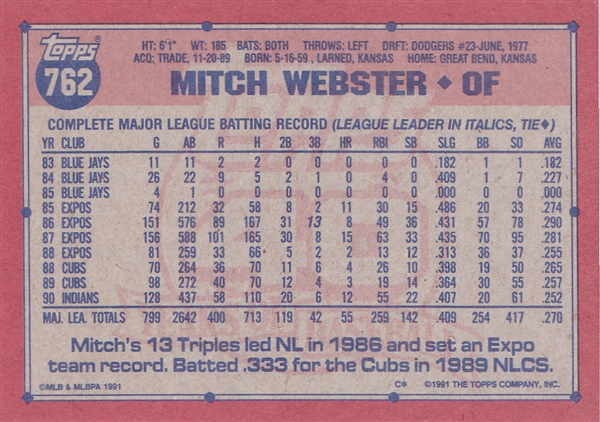 topps
762
HT: 6'1" WT: 185 BATS: BOTH THROWS: LEFT DRFT: DODGERS #23-JUNE, 1977
ACQ: TRADE, 11-20-89 BORN: 5-16-59, LARNED, KANSAS HOME: GREAT BEND, KANSAS
MITCH WEBSTER ♦ OF
COMPLETE MAJOR LEAGUE BATTING RECORD (LEAGUE LEADER IN ITALICS, TIE♦)
YR CLUB G AB R H 2B 3B HR RBI SB SLG BB SO AVG
83 BLUE JAYS 11 11 2 2 0 0 0 0 0 .182 1 1 .182
84 BLUE JAYS 26 22 9 5 2 1 0 4 0 .409 1 7 .227
85 BLUE JAYS 4 1 0 0 0 0 0 0 0 .000 0 0 .000
85 EXPOS 74 212 32 58 8 2 11 30 15 .486 20 33 .274
86 EXPOS 151 576 89 167 31 13 8 49 36 .431 57 78 .290
87 EXPOS 156 588 101 165 30 8 15 63 33 .435 70 95 .281
88 EXPOS 81 259 33 66 5 2 2 13 12 .313 36 37 .255
88 CUBS 70 264 36 70 11 6 4 26 10 .398 19 50 .265
89 CUBS 98 272 40 70 12 4 3 19 14 .364 30 55 .257
90 INDIANS 128 437 58 110 20 6 12 55 22 .407 20 61 .252
MAJ. LEA. TOTALS 799 2642 400 713 119 42 55 259 142 .409 254 417 .270
Mitch's 13 Triples led NL in 1986 and set an Expo
team record. Batted .333 for the Cubs in 1989 NLCS.
©MLB & MLBPA 1991 C* ©1991 THE TOPPS COMPANY, INC.